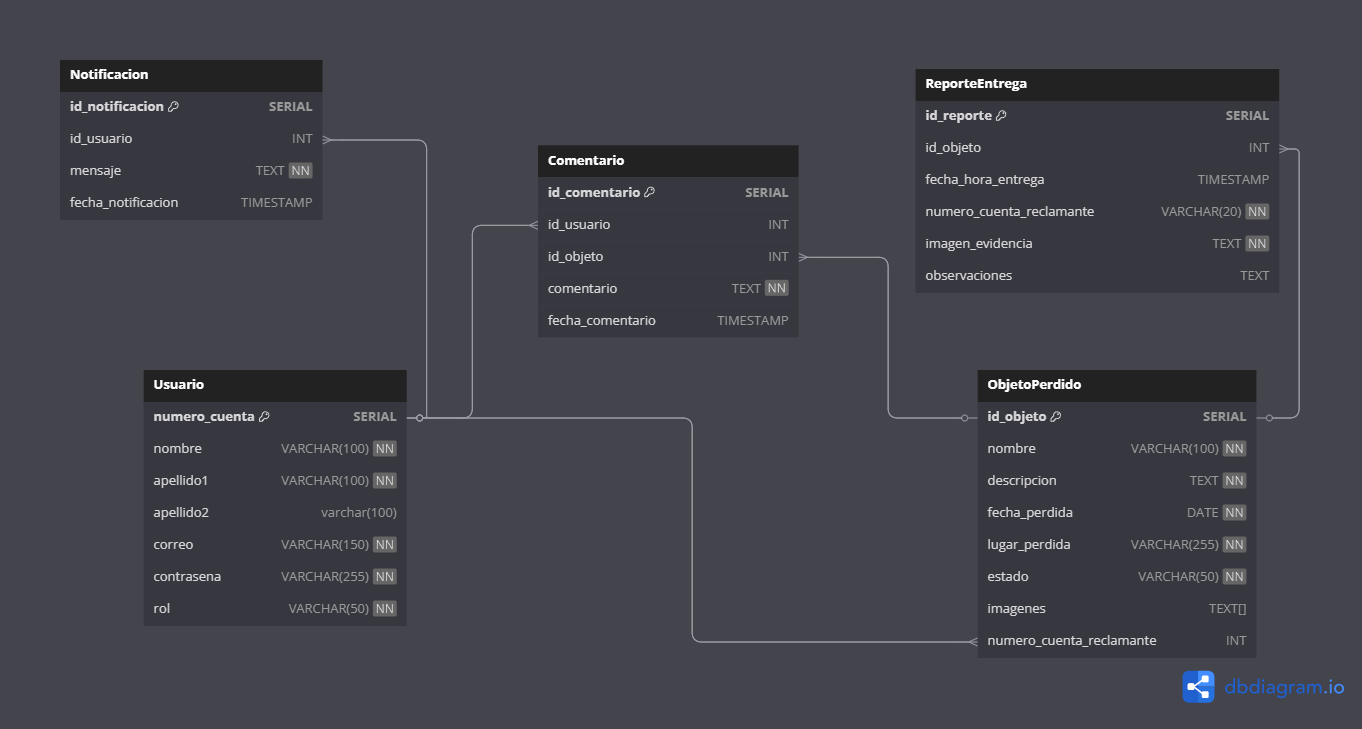 Notificacion
id_notificacion SERIAL
id_usuario INT
mensaje TEXT NN
fecha_notificacion TIMESTAMP
Comentario
id_comentario SERIAL
id_usuario INT
id_objeto INT
comentario TEXT NN
fecha_comentario TIMESTAMP
ReporteEntrega
id_reporte SERIAL
id_objeto INT
fecha_hora_entrega TIMESTAMP
numero_cuenta_reclamante VARCHAR(20) NN
imagen_evidencia TEXT NN
observaciones TEXT
Usuario
numero_cuenta SERIAL
nombre VARCHAR(100) NN
apellido1 VARCHAR(100) NN
apellido2 varchar(100)
correo VARCHAR(150) NN
contrasena VARCHAR(255) NN
rol VARCHAR(50) NN
ObjetoPerdido
id_objeto SERIAL
nombre VARCHAR(100) NN
descripcion TEXT NN
fecha_perdida DATE NN
lugar_perdida VARCHAR(255) NN
estado VARCHAR(50) NN
imagenes TEXT[]
numero_cuenta_reclamante INT
dbdiagram.io